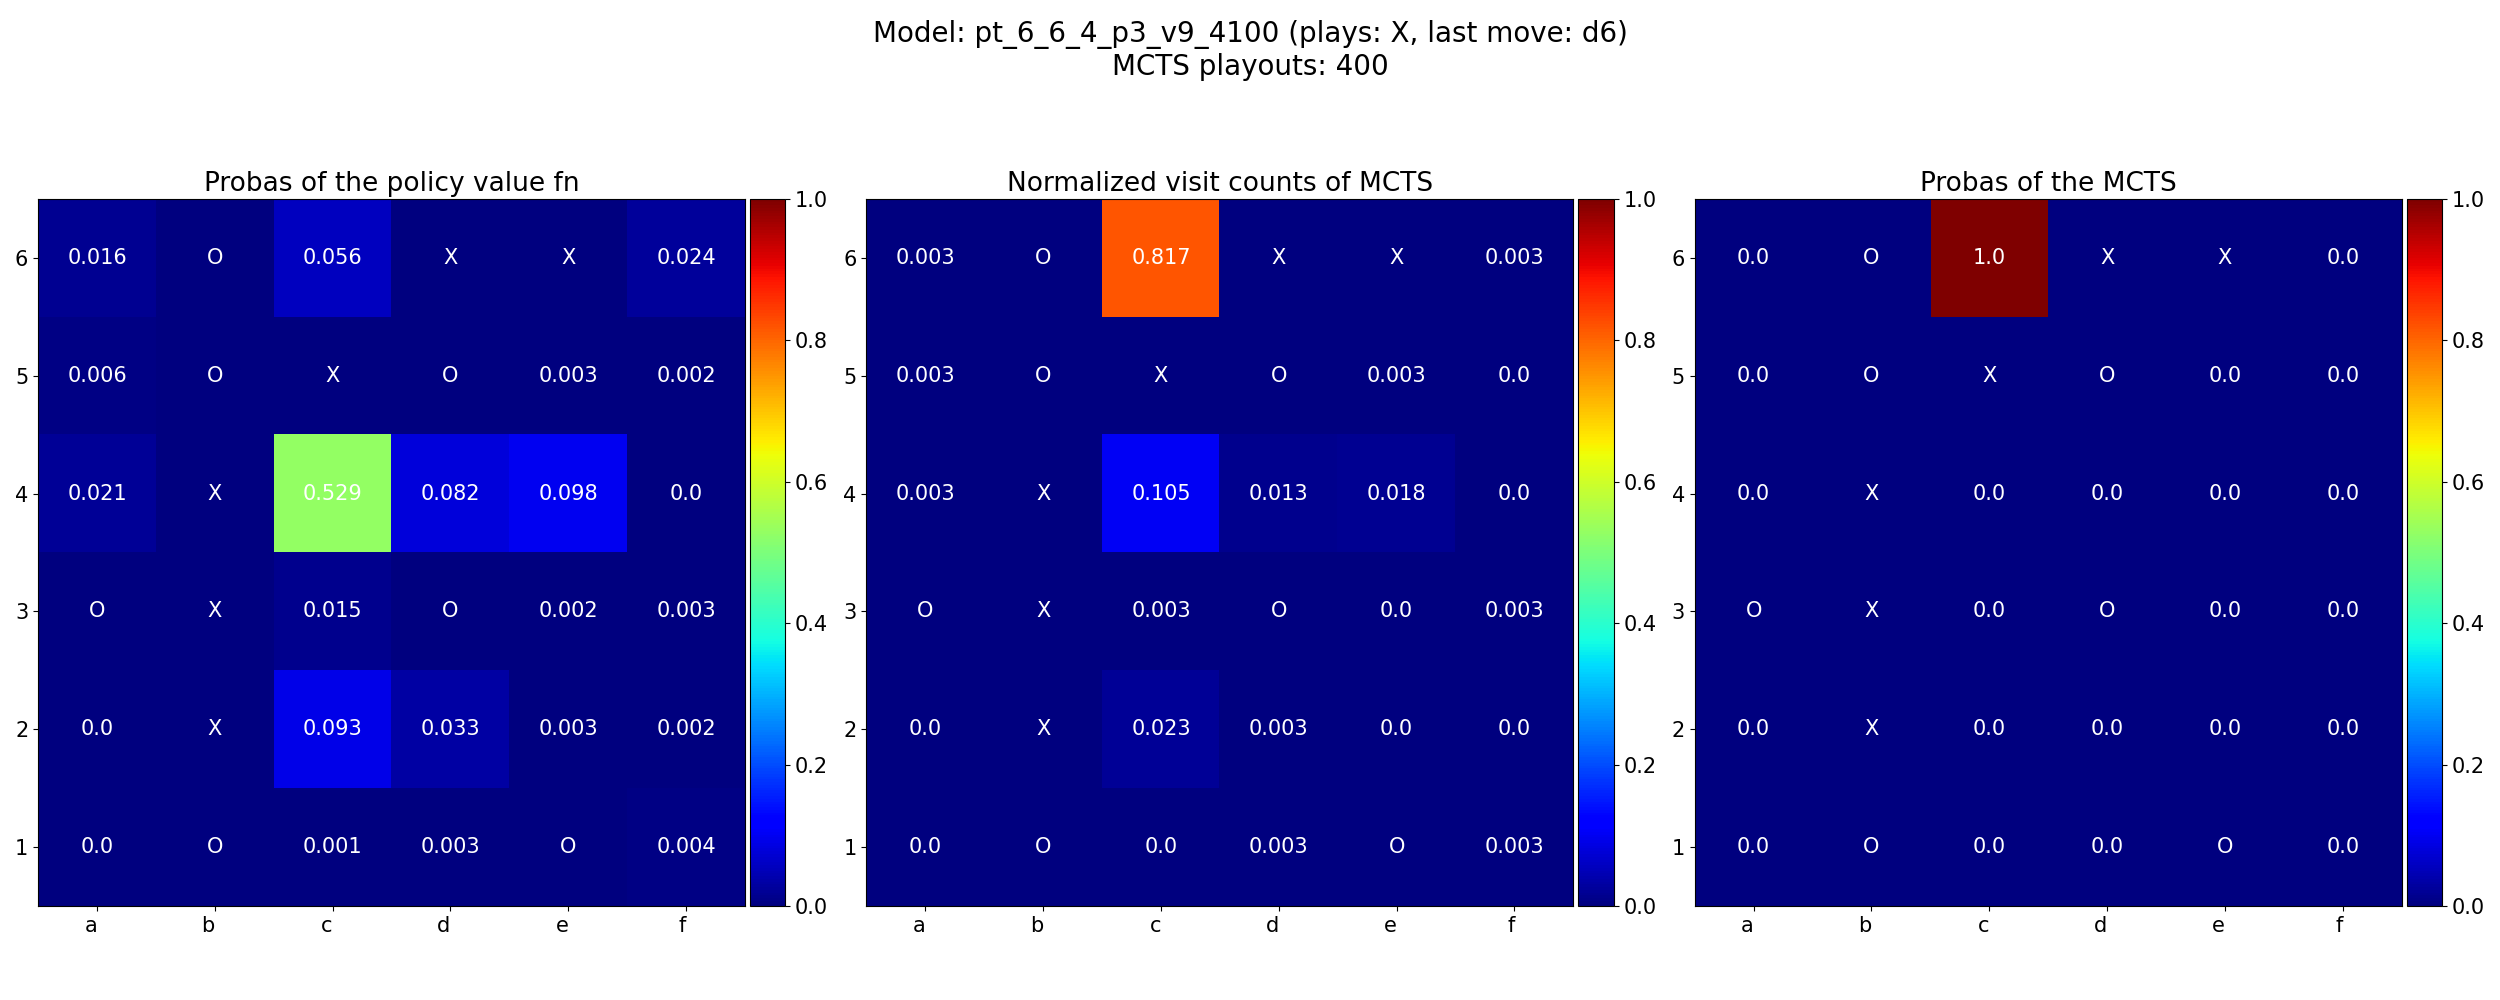 Model: pt_6_6_4_p3_v9_4100 (plays: X, last move: d6)
MCTS playouts: 400
Probas of the policy value fn
6 0.016 O 0.056 X X 0.024
5 0.006 O X O 0.003 0.002
4 0.021 X 0.529 0.082 0.098 0.0
3 O X 0.015 O 0.002 0.003
2 0.0 X 0.093 0.033 0.003 0.002
1 0.0 O 0.001 0.003 O 0.004
a b c d e f
1.0
0.8
0.6
0.4
0.2
0.0
Normalized visit counts of MCTS
6 0.003 O 0.817 X X 0.003
5 0.003 O X O 0.003 0.0
4 0.003 X 0.105 0.013 0.018 0.0
3 O X 0.003 O 0.0 0.003
2 0.0 X 0.023 0.003 0.0 0.0
1 0.0 O 0.0 0.003 O 0.003
a b c d e f
1.0
0.8
0.6
0.4
0.2
0.0
Probas of the MCTS
6 0.0 O 1.0 X X 0.0
5 0.0 O X O 0.0 0.0
4 0.0 X 0.0 0.0 0.0 0.0
3 O X 0.0 O 0.0 0.0
2 0.0 X 0.0 0.0 0.0 0.0
1 0.0 O 0.0 0.0 O 0.0
a b c d e f
1.0
0.8
0.6
0.4
0.2
0.0